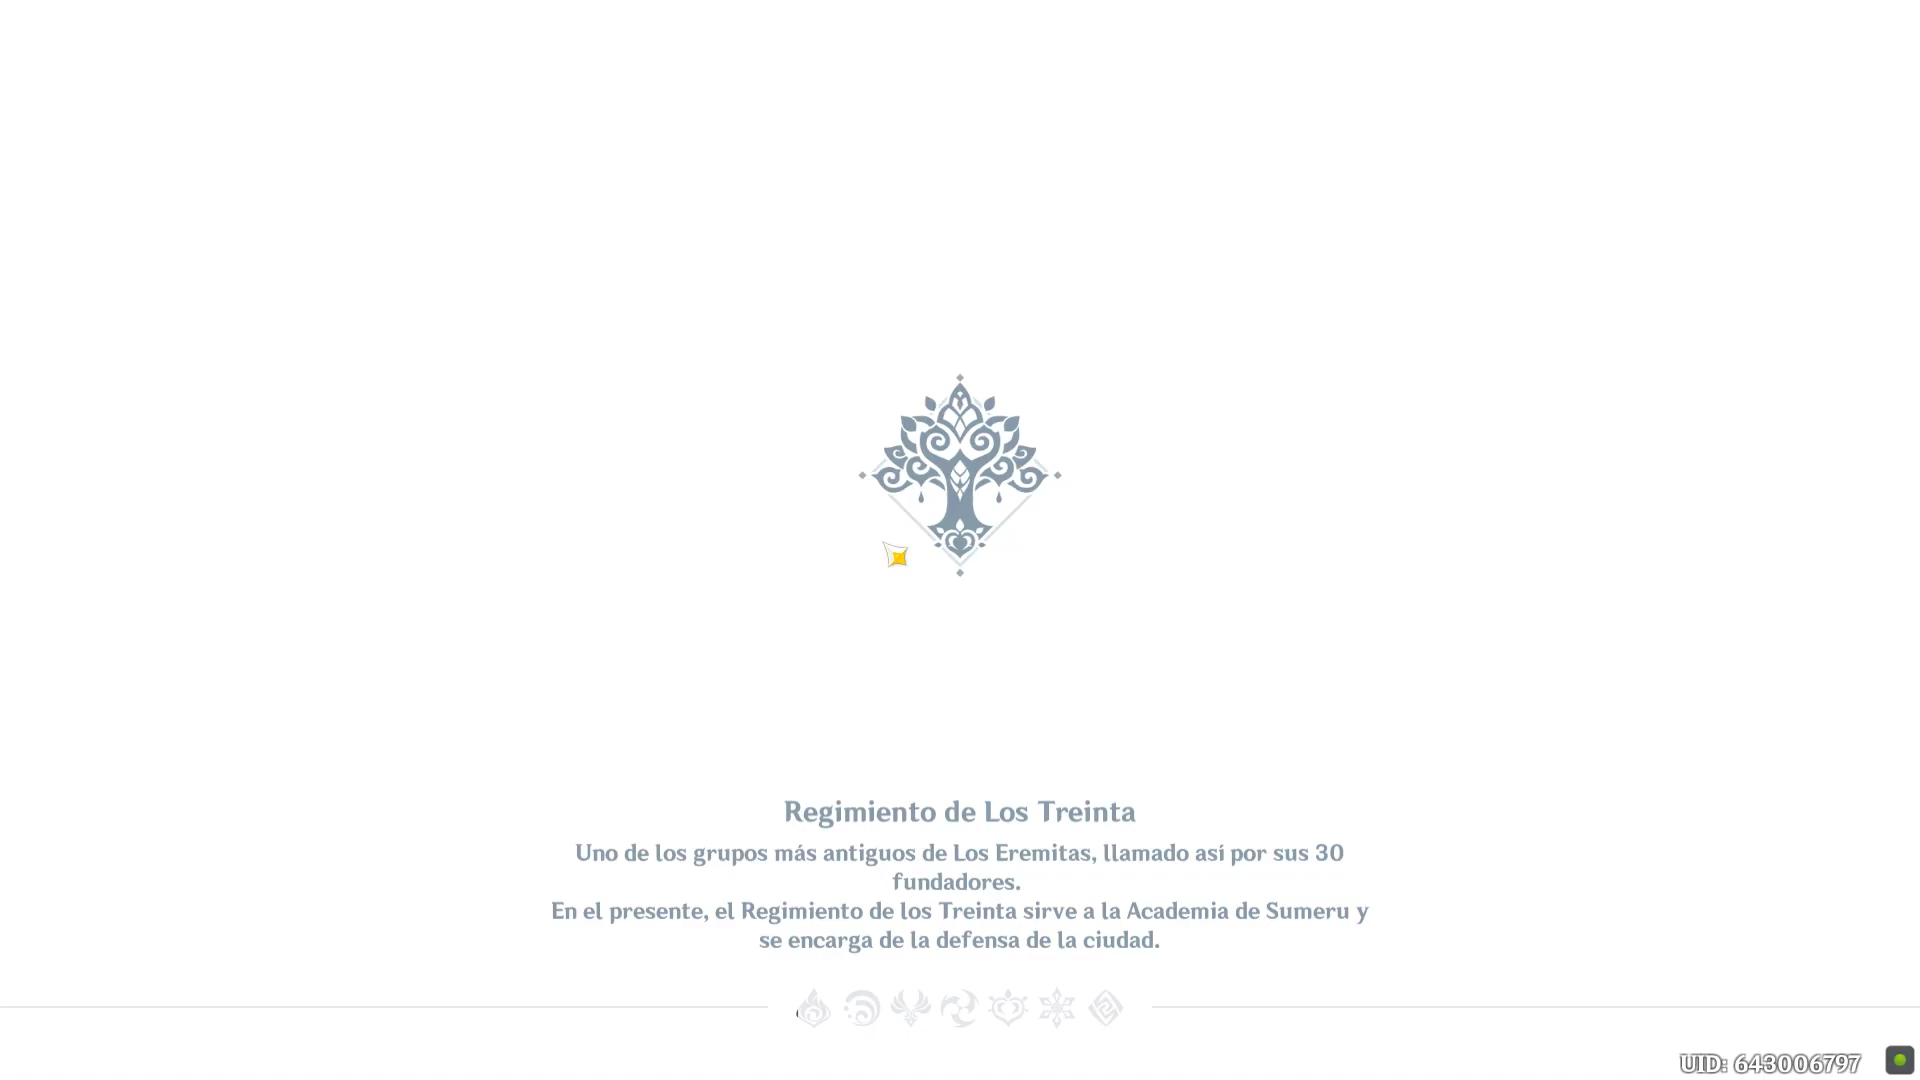 Regimiento de Los Treinta
Uno de los grupos más antiguos de Los Eremitas, llamado así por sus 30
fundadores.
En el presente, el Regimiento de los Treinta sirve a la Academia de Sumeru y
se encarga de la defensa de la ciudad.
UID: 643006797